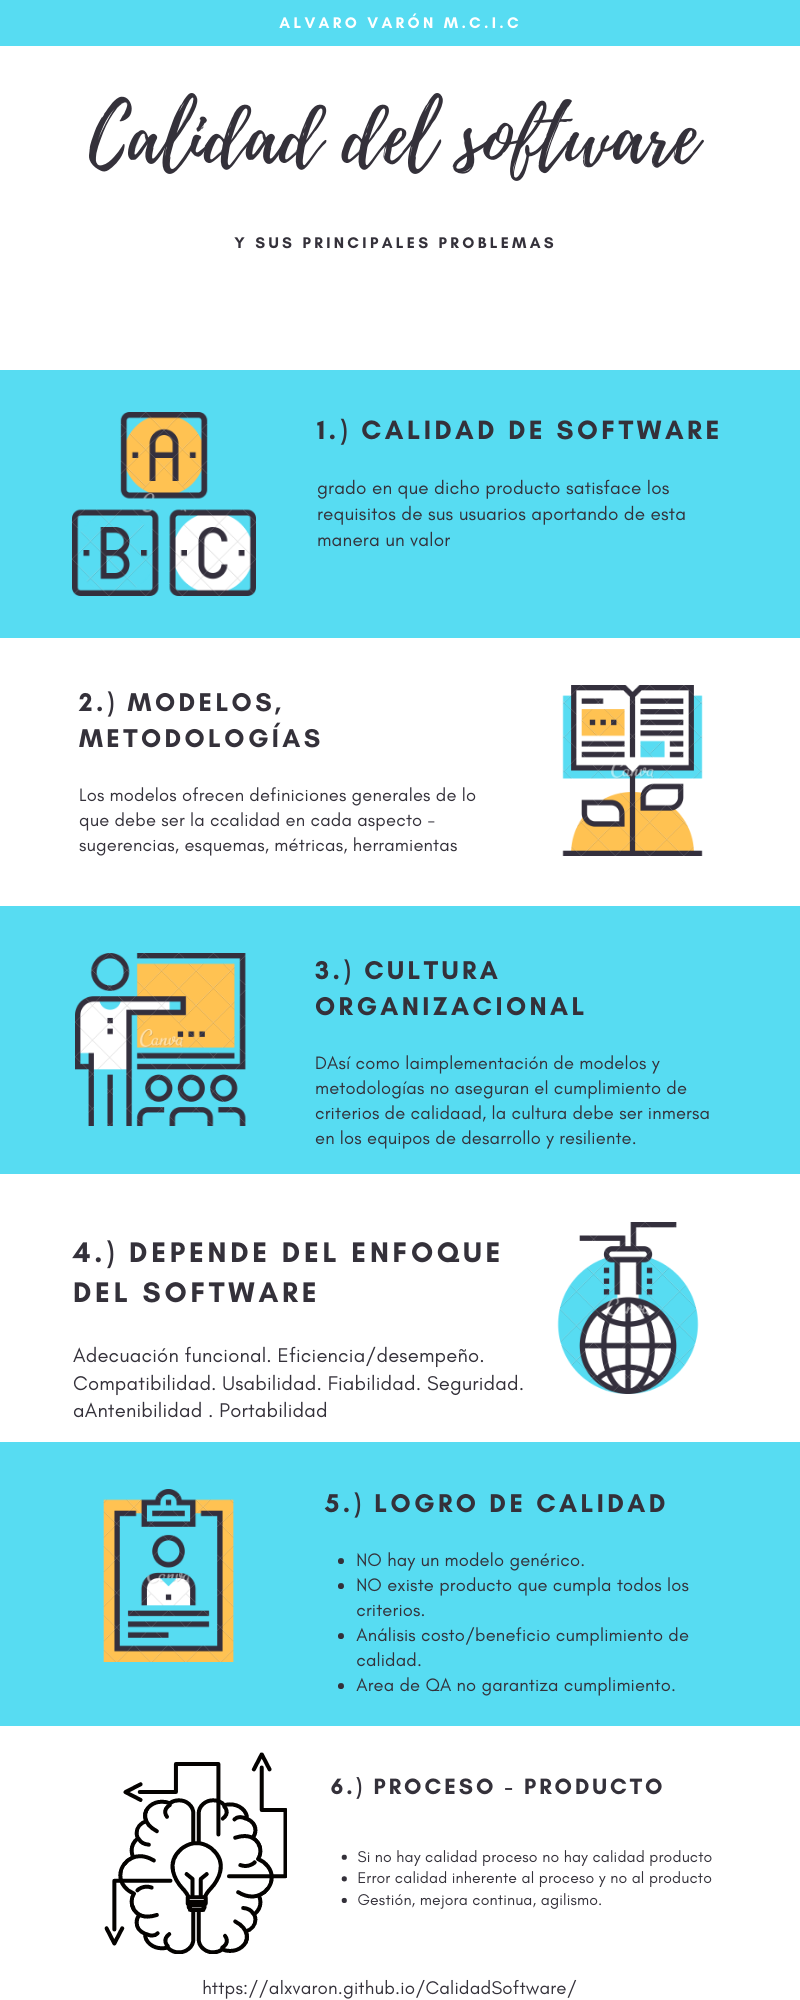 ALVARO VARÓN M.C.I.C
Calidad del software
Y SUS PRINCIPALES PROBLEMAS
A
B C
1.) CALIDAD DE SOFTWARE
grado en que dicho producto satisface los
requisitos de sus usuarios aportando de esta
manera un valor
2.) MODELOS,
METODOLOGÍAS
Los modelos ofrecen definiciones generales de lo
que debe ser la ccalidad en cada aspecto -
sugerencias, esquemas, métricas, herramientas
Canva
3.) CULTURA
ORGANIZACIONAL
DAsí como laimplementación de modelos y
metodologías no aseguran el cumplimiento de
criterios de calidaad, la cultura debe ser inmersa
en los equipos de desarrollo y resiliente.
Canva
4.) DEPENDE DEL ENFOQUE
DEL SOFTWARE
Adecuación funcional. Eficiencia/desempeño.
Compatibilidad. Usabilidad. Fiabilidad. Seguridad.
aAntenibilidad . Portabilidad
5.) LOGRO DE CALIDAD
• NO hay un modelo genérico.
• NO existe producto que cumpla todos los
criterios.
• Análisis costo/beneficio cumplimiento de
calidad.
• Area de QA no garantiza cumplimiento.
Canva
6.) PROCESO - PRODUCTO
• Si no hay calidad proceso no hay calidad producto
• Error calidad inherente al proceso y no al producto
• Gestión, mejora continua, agilismo.
https://alxvaron.github.io/CalidadSoftware/